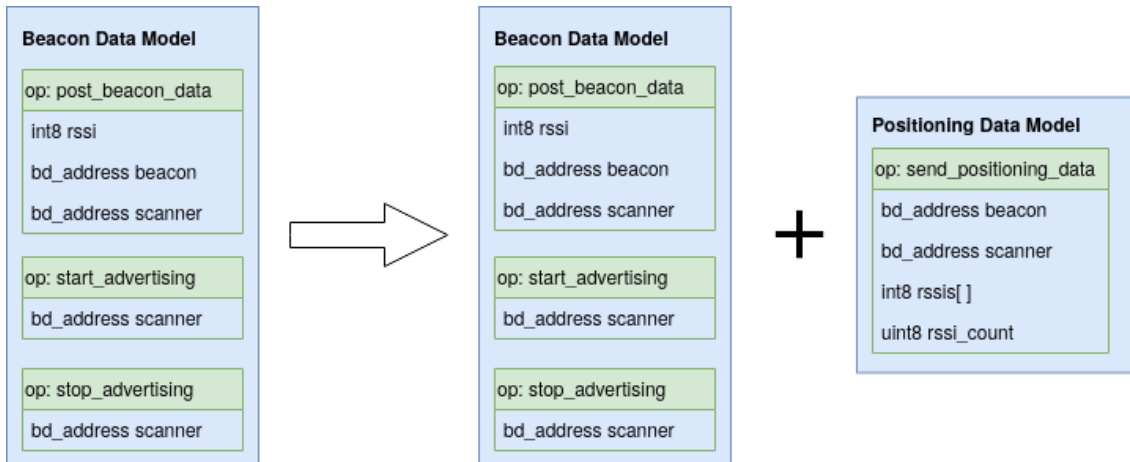 Beacon Data Model
op: post_beacon_data
int8 rssi
bd_address beacon
bd_address scanner
op: start_advertising
bd_address scanner
op: stop_advertising
bd_address scanner
Beacon Data Model
op: post_beacon_data
int8 rssi
bd_address beacon
bd_address scanner
op: start_advertising
bd_address scanner
op: stop_advertising
bd_address scanner
+
Positioning Data Model
op: send_positioning_data
bd_address beacon
bd_address scanner
int8 rssis[ ]
uint8 rssi_count